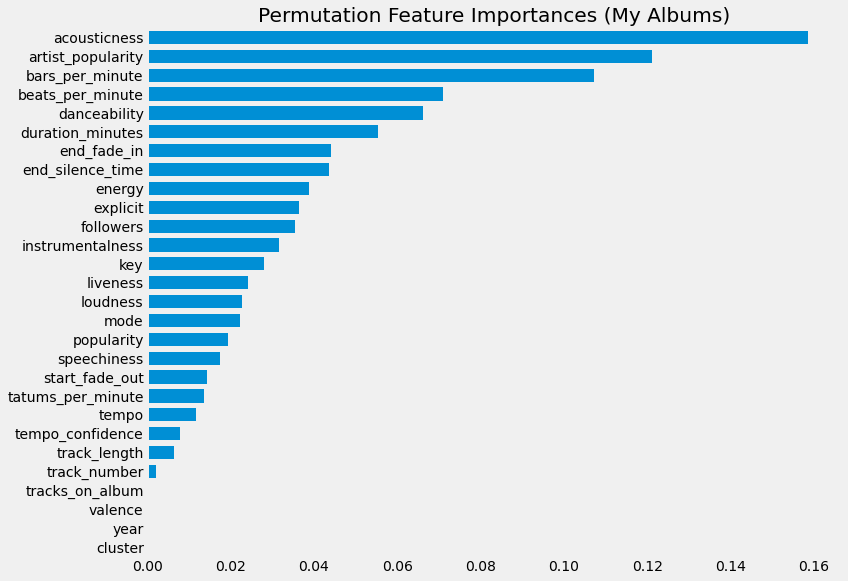 Permutation Feature Importances (My Albums)
acousticness
artist_popularity
bars_per_minute
beats_per_minute
danceability
duration_minutes
end_fade_in
end_silence_time
energy
explicit
followers
instrumentalness
key
liveness
loudness
mode
popularity
speechiness
start_fade_out
tatums_per_minute
tempo
tempo_confidence
track_length
track_number
tracks_on_album
valence
year
cluster
0.00 0.02 0.04 0.06 0.08 0.10 0.12 0.14 0.16